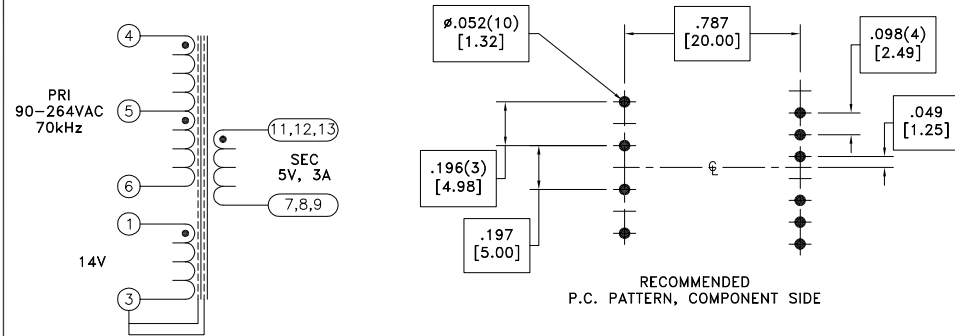 4
PRI
90-264VAC
70kHz
5
6
1
14V
3
11,12,13
SEC
5V, 3A
7,8,9
ø.052(10)
[1.32]
.787
[20.00]
.098(4)
[2.49]
.049
[1.25]
.196(3)
[4.98]
.197
[5.00]
℄
RECOMMENDED
P.C. PATTERN, COMPONENT SIDE